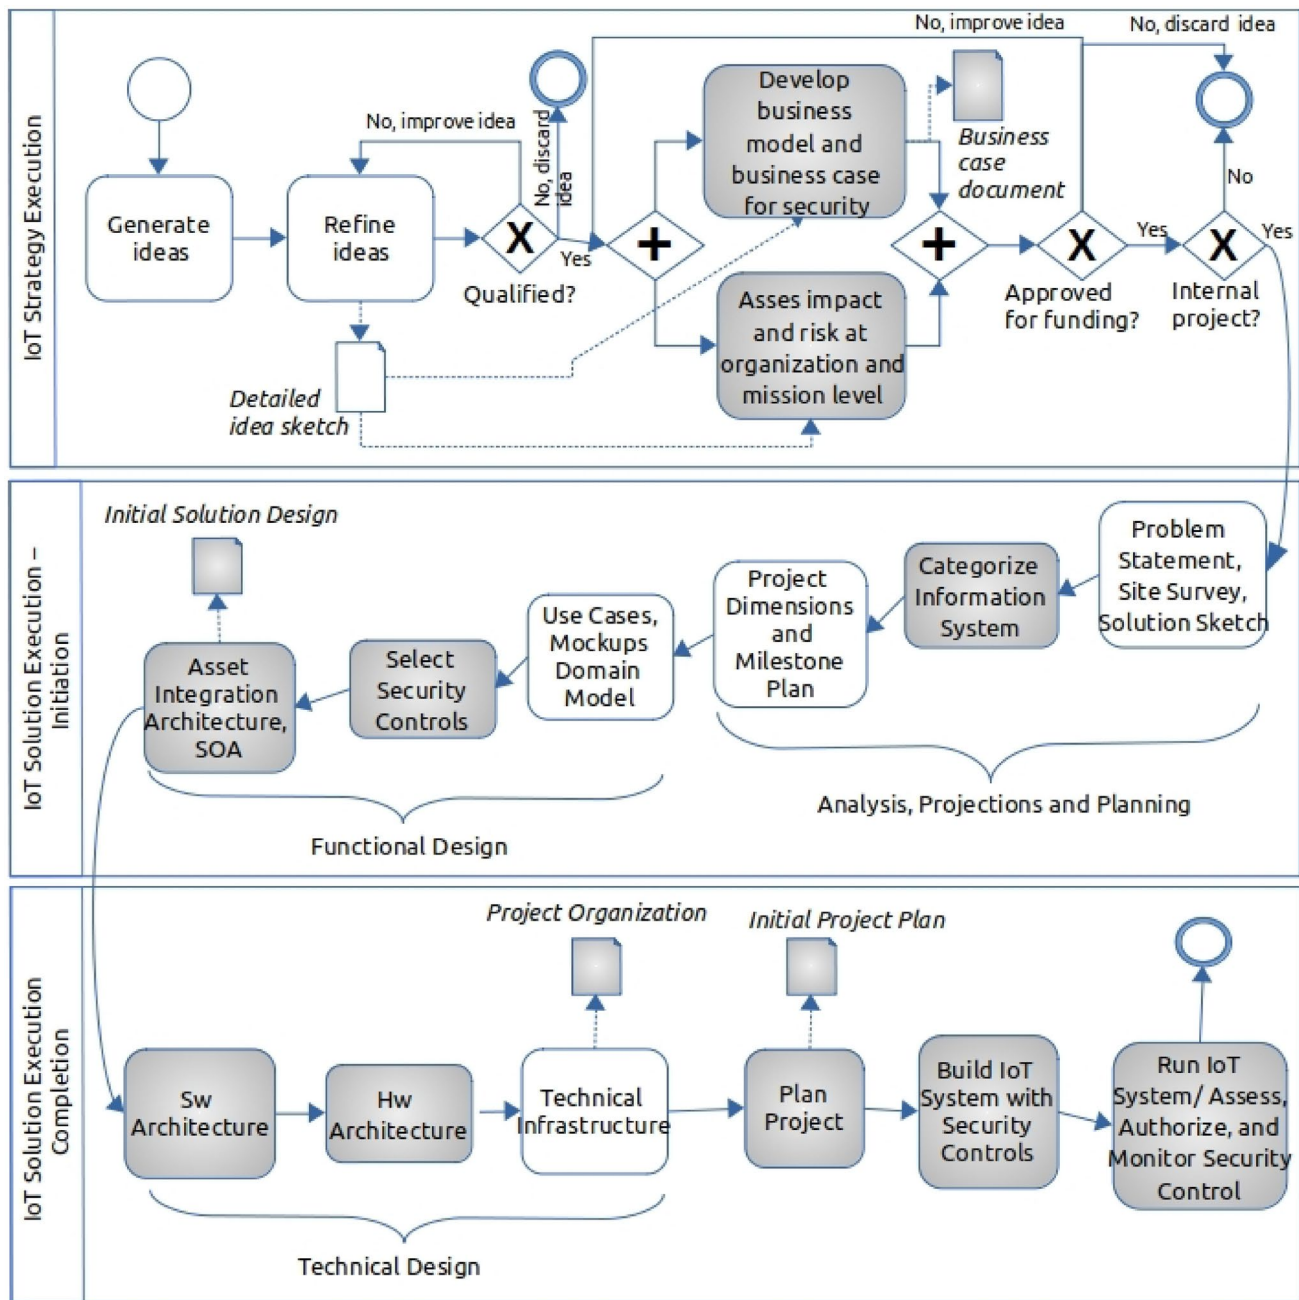 IoT Strategy Execution
No, improve idea
No, discard idea
No, improve idea
No, discard
idea
Generate
ideas
Refine
ideas
X
Qualified?
Yes
+
Develop
business
model and
business case
for security
Business
case
document
Asses impact
and risk at
organization and
mission level
+
X
Approved
for funding?
Yes
X
Internal
project?
No
Yes
Detailed
idea sketch
IoT Solution Execution –
Initiation
Initial Solution Design
Problem
Statement,
Site Survey,
Solution Sketch
Categorize
Information
System
Project
Dimensions
and
Milestone
Plan
Use Cases,
Mockups
Domain
Model
Select
Security
Controls
Asset
Integration
Architecture,
SOA
Analysis, Projections and Planning
Functional Design
IoT Solution Execution
Completion
Project Organization
Initial Project Plan
Sw
Architecture
Hw
Architecture
Technical
Infrastructure
Plan
Project
Build IoT
System with
Security
Controls
Run IoT
System/ Assess,
Authorize, and
Monitor Security
Control
Technical Design